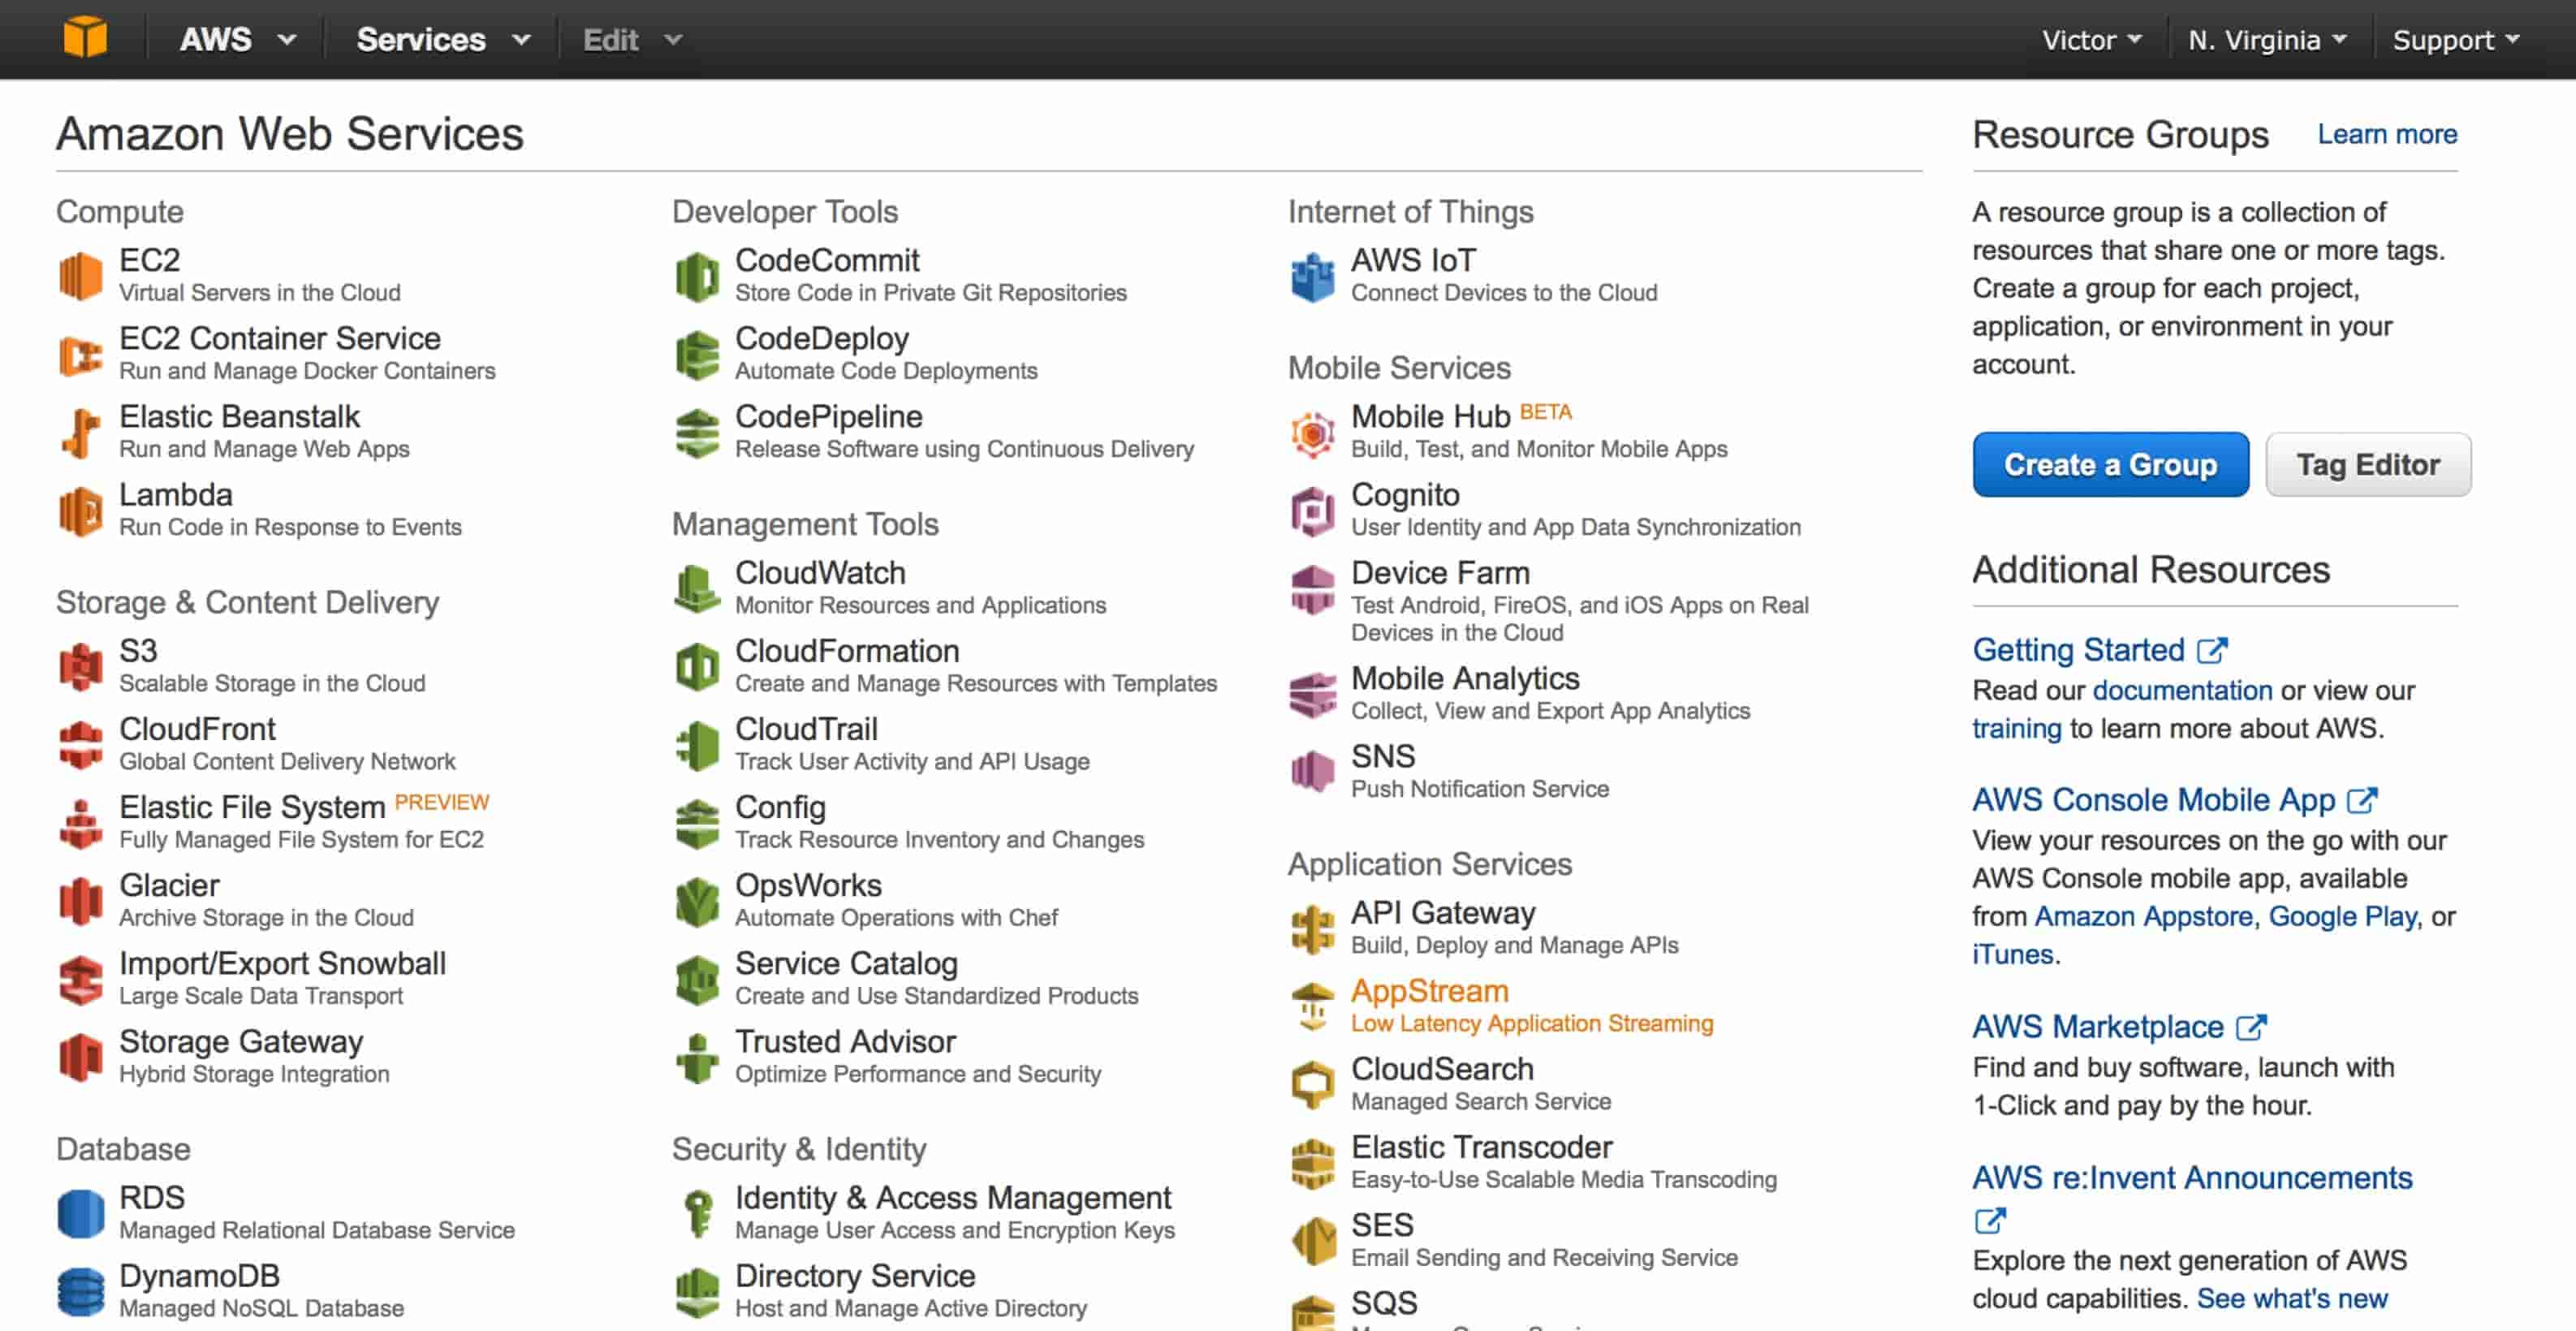 AWS Services Edit Victor N. Virginia Support
Amazon Web Services
Compute
EC2
Virtual Servers in the Cloud
EC2 Container Service
Run and Manage Docker Containers
Elastic Beanstalk
Run and Manage Web Apps
Lambda
Run Code in Response to Events
Storage & Content Delivery
S3
Scalable Storage in the Cloud
CloudFront
Global Content Delivery Network
Elastic File System PREVIEW
Fully Managed File System for EC2
Glacier
Archive Storage in the Cloud
Import/Export Snowball
Large Scale Data Transport
Storage Gateway
Hybrid Storage Integration
Database
RDS
Managed Relational Database Service
DynamoDB
Managed NoSQL Database
Developer Tools
CodeCommit
Store Code in Private Git Repositories
CodeDeploy
Automate Code Deployments
CodePipeline
Release Software using Continuous Delivery
Management Tools
CloudWatch
Monitor Resources and Applications
CloudFormation
Create and Manage Resources with Templates
CloudTrail
Track User Activity and API Usage
Config
Track Resource Inventory and Changes
OpsWorks
Automate Operations with Chef
Service Catalog
Create and Use Standardized Products
Trusted Advisor
Optimize Performance and Security
Security & Identity
Identity & Access Management
Manage User Access and Encryption Keys
Directory Service
Host and Manage Active Directory
Internet of Things
AWS IoT
Connect Devices to the Cloud
Mobile Services
Mobile Hub BETA
Build, Test, and Monitor Mobile Apps
Cognito
User Identity and App Data Synchronization
Device Farm
Test Android, FireOS, and iOS Apps on Real
Devices in the Cloud
Mobile Analytics
Collect, View and Export App Analytics
SNS
Push Notification Service
Application Services
API Gateway
Build, Deploy and Manage APIs
AppStream
Low Latency Application Streaming
CloudSearch
Managed Search Service
Elastic Transcoder
Easy-to-Use Scalable Media Transcoding
SES
Email Sending and Receiving Service
SQS
Resource Groups Learn more
A resource group is a collection of
resources that share one or more tags.
Create a group for each project,
application, or environment in your
account.
Create a Group Tag Editor
Additional Resources
Getting Started
Read our documentation or view our
training to learn more about AWS.
AWS Console Mobile App
View your resources on the go with our
AWS Console mobile app, available
from Amazon Appstore, Google Play, or
iTunes.
AWS Marketplace
Find and buy software, launch with
1-Click and pay by the hour.
AWS re:Invent Announcements
Explore the next generation of AWS
cloud capabilities. See what's new